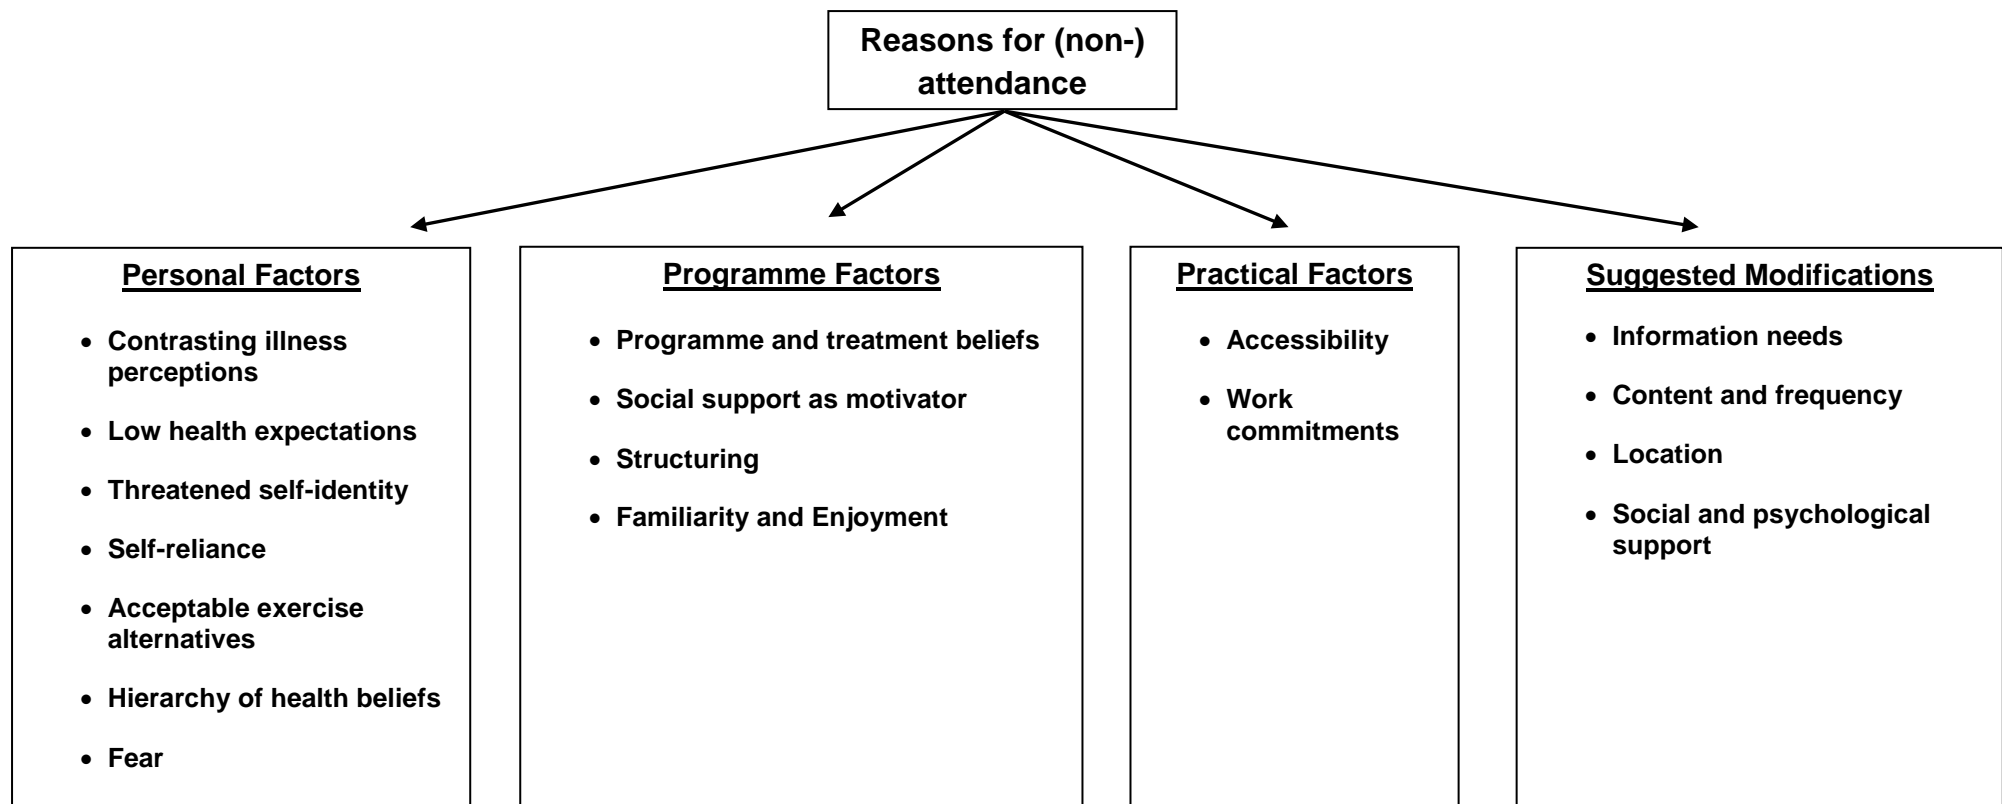 Reasons for (non-)
attendance
Personal Factors
• Contrasting illness
perceptions
• Low health expectations
• Threatened self-identity
• Self-reliance
• Acceptable exercise
alternatives
• Hierarchy of health beliefs
• Fear
Programme Factors
• Programme and treatment beliefs
• Social support as motivator
• Structuring
• Familiarity and Enjoyment
Practical Factors
• Accessibility
• Work
commitments
Suggested Modifications
• Information needs
• Content and frequency
• Location
• Social and psychological
support